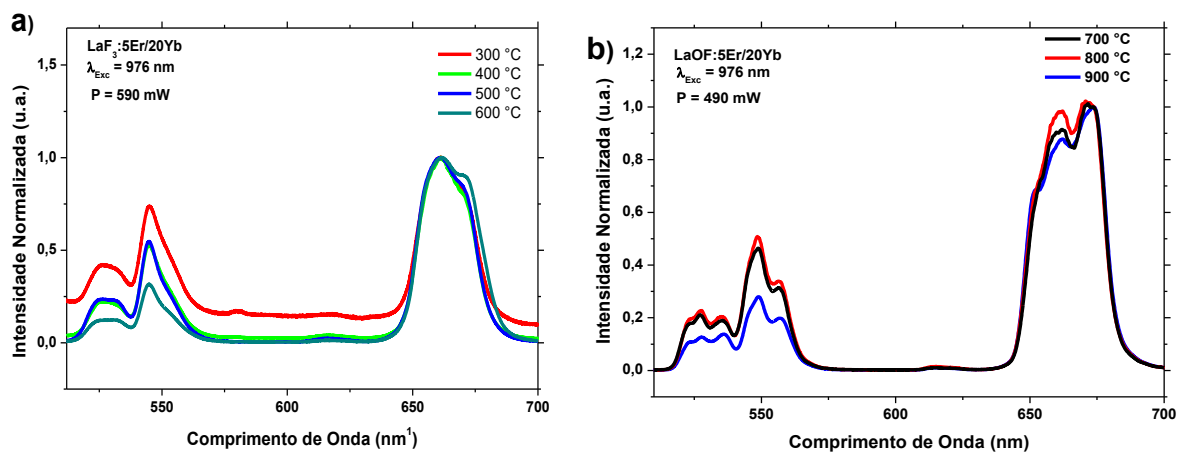 a)
LaF3:5Er/20Yb
λExc = 976 nm
P = 590 mW
300 °C
400 °C
500 °C
600 °C
Intensidade Normalizada (u.a.)
1,5
1,0
0,5
0,0
550
600
650
700
Comprimento de Onda (nm¹)
b)
LaOF:5Er/20Yb
λExc = 976 nm
P = 490 mW
700 °C
800 °C
900 °C
Intensidade Normalizada (u.a.)
1,2
1,0
0,8
0,6
0,4
0,2
0,0
550
600
650
700
Comprimento de Onda (nm)